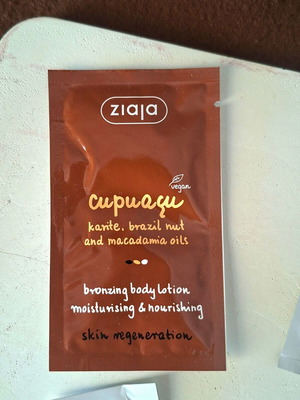 ziaja
vegan
cupuaçu
karite, brazil nut
and macadamia oils
bronzing body lotion
moisturising & nourishing
skin regeneration